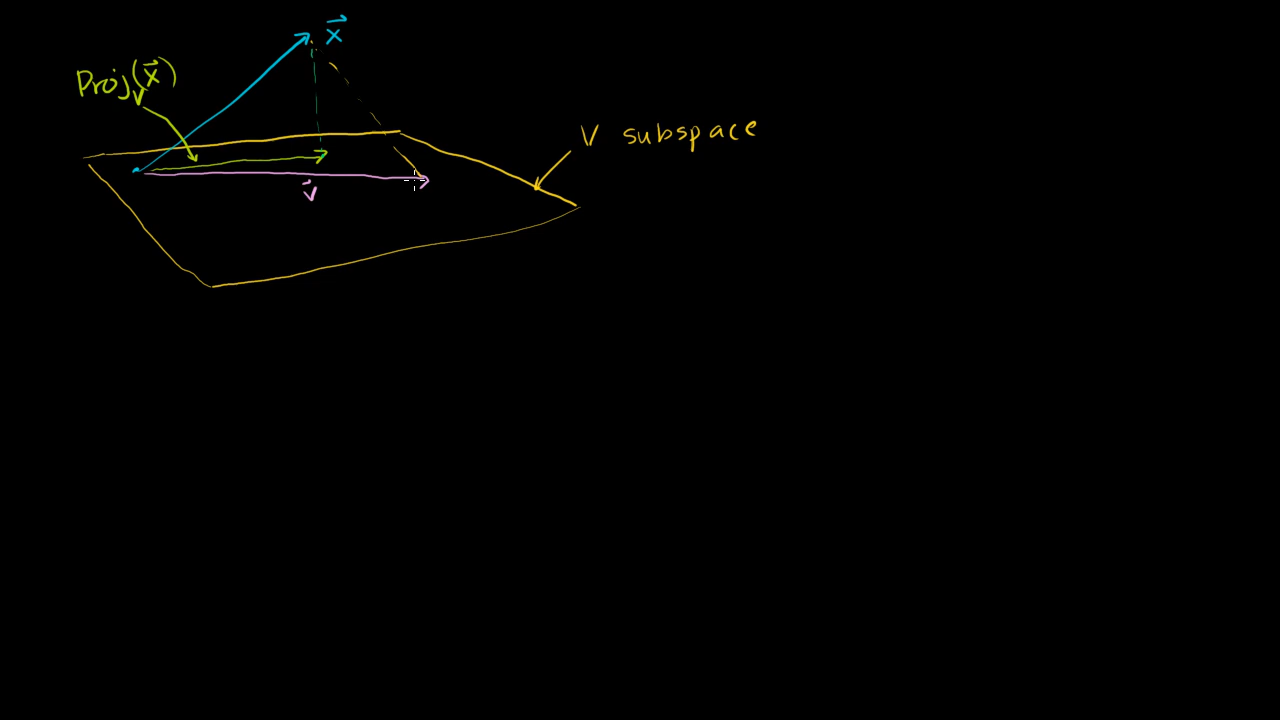 x⃗
Proj_V(x⃗)
V subspace
v⃗